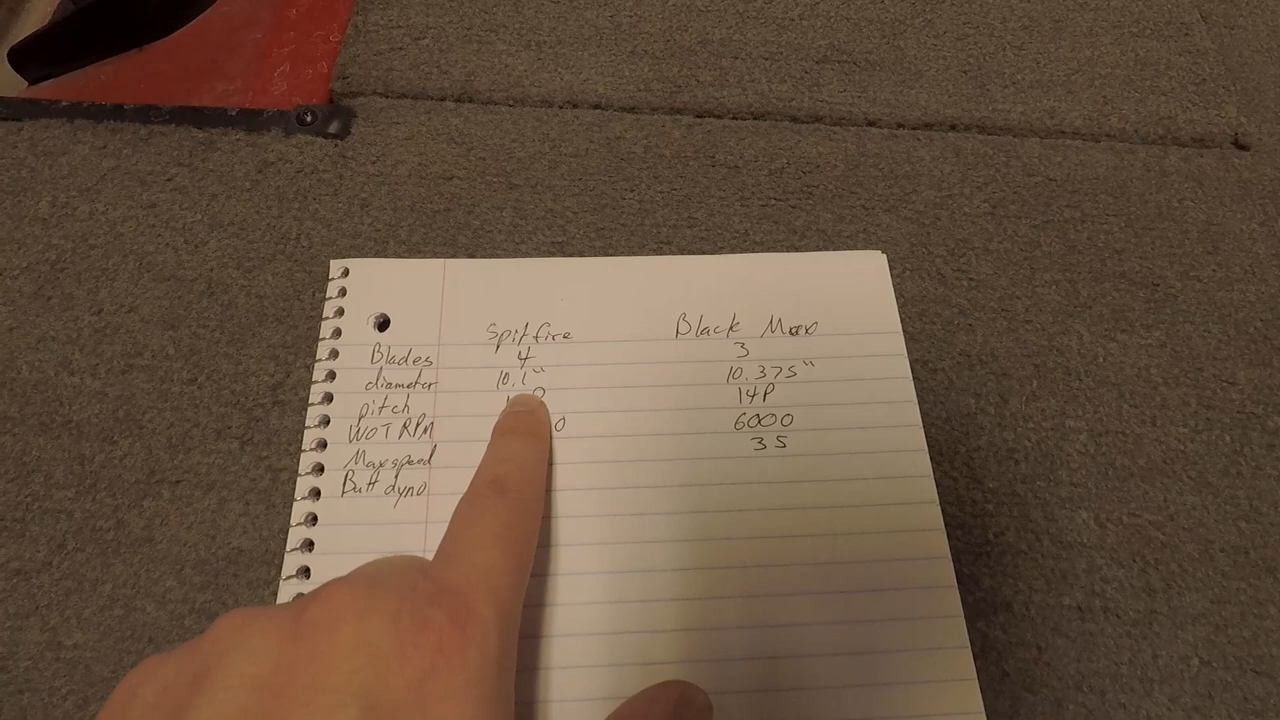 Spitfire Black Max
Blades 4 3
diameter 10.1" 10.375"
pitch 14P
WOT RPM 6000
Max speed 35
Butt dyno